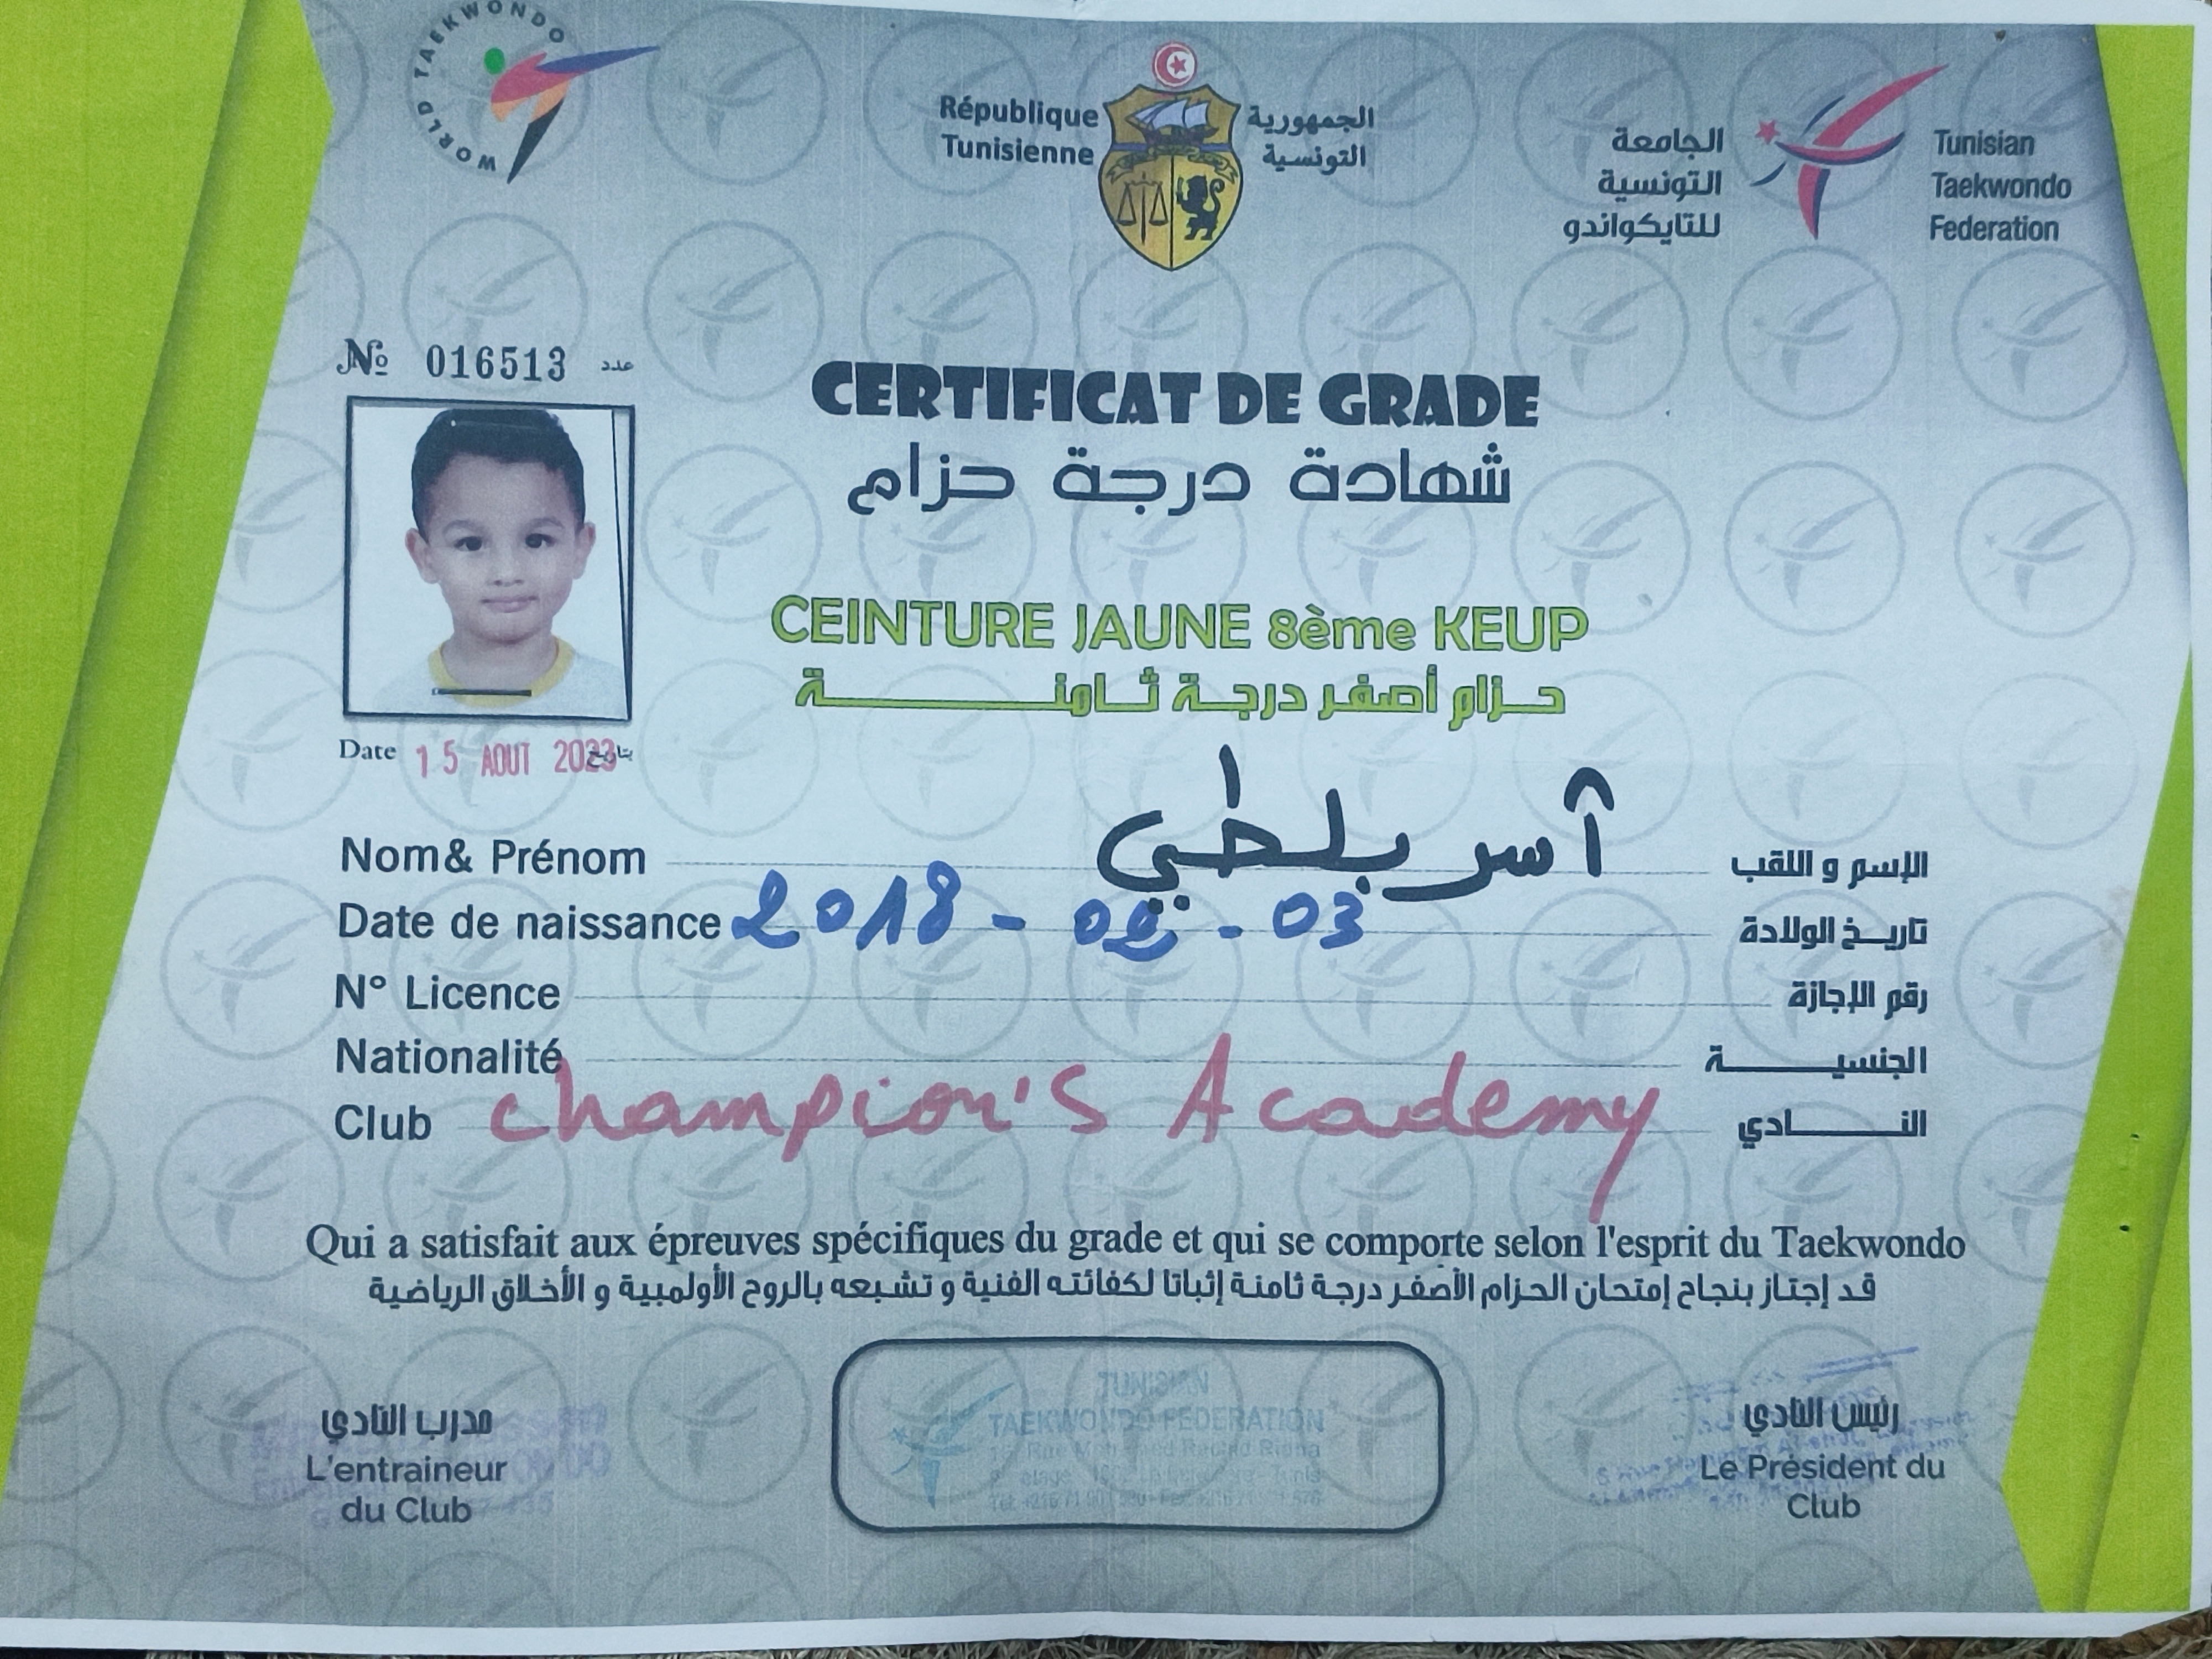 WORLD TAEKWONDO
République
Tunisienne
الجمهورية
التونسية
الجامعة
التونسية
للتايكواندو
Tunisian
Taekwondo
Federation
№ 016513 عدد
CERTIFICAT DE GRADE
شهادة درجة حزام
CEINTURE JAUNE 8ème KEUP
حزام أصفر درجة ثامنة
Date 15 AOUT 2023 تاريخ
Nom& Prénom آسر بلطي الإسم و اللقب
Date de naissance 2018 - 02 - 03 تاريخ الولادة
N° Licence رقم الإجازة
Nationalité الجنسية
Club Champion's Academy النادي
Qui a satisfait aux épreuves spécifiques du grade et qui se comporte selon l'esprit du Taekwondo
قد إجتاز بنجاح إمتحان الحزام الأصفر درجة ثامنة إثباتا لكفائته الفنية و تشبعه بالروح الأولمبية و الأخلاق الرياضية
مدرب النادي
L'entraineur
du Club
TUNISIAN
TAEKWONDO FEDERATION
رئيس النادي
Le Président du
Club